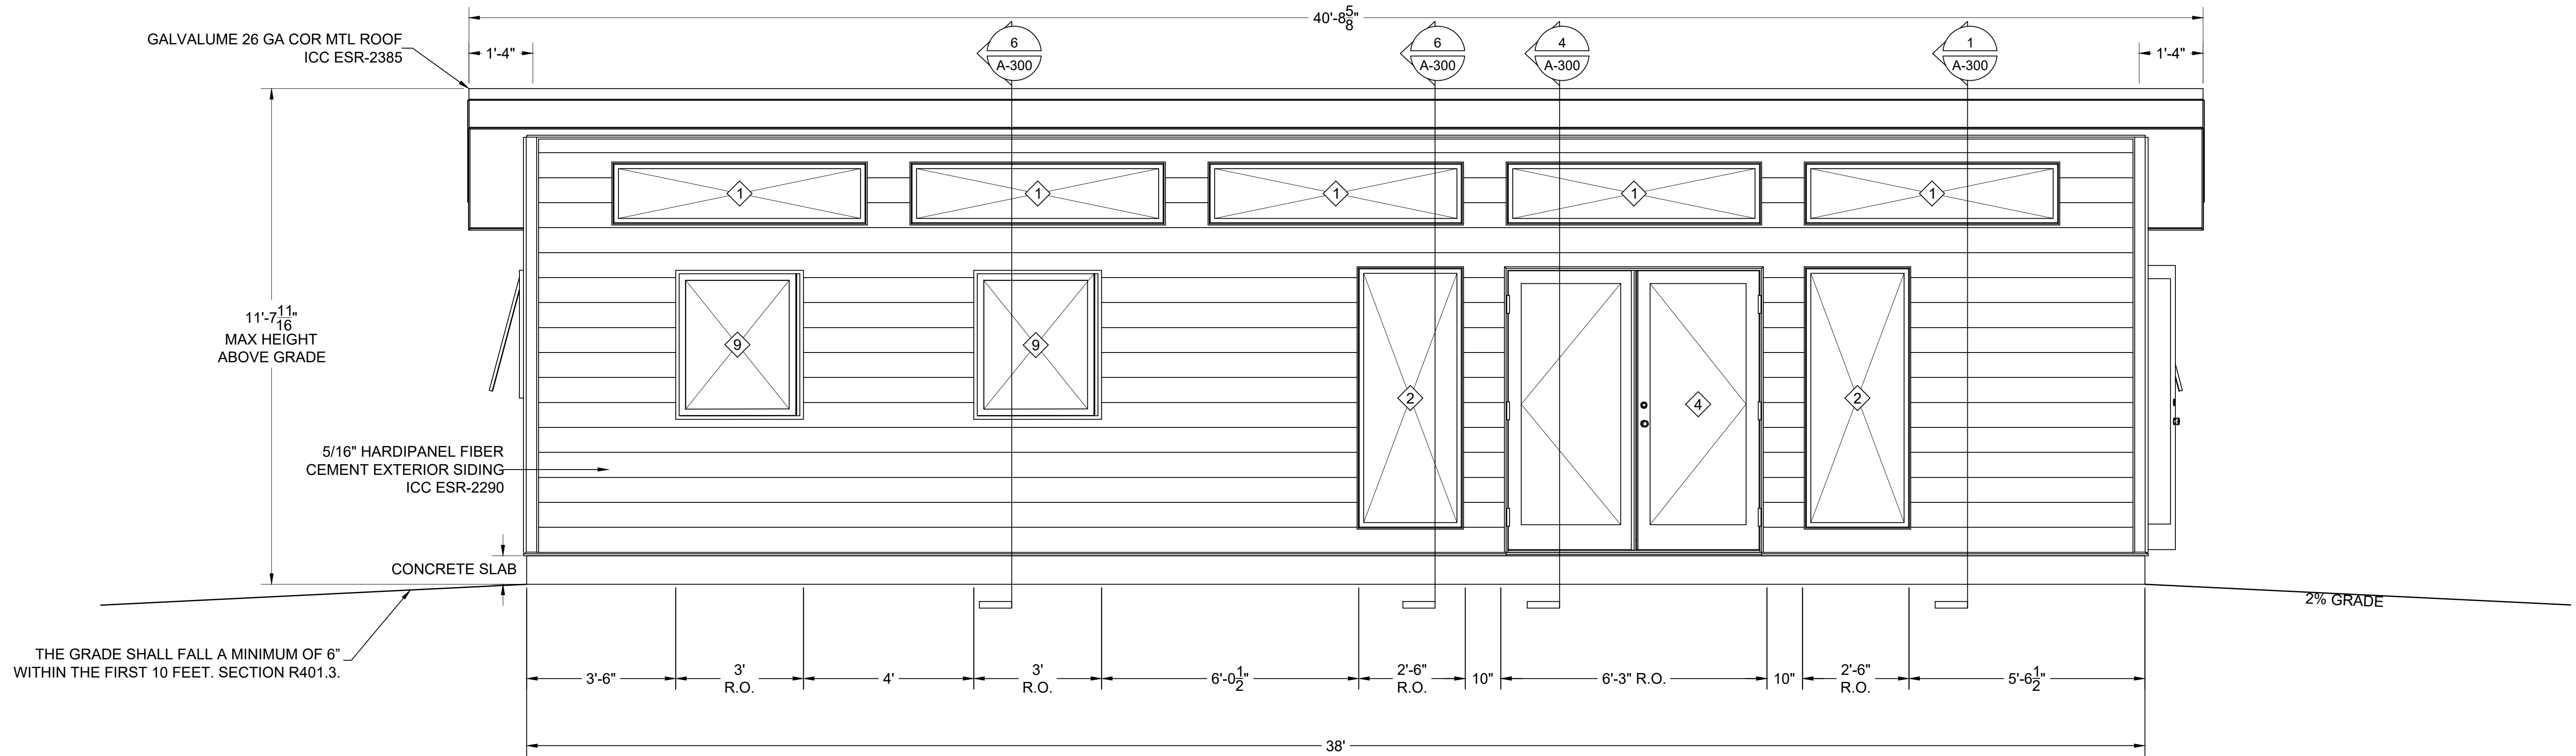 40'-8 5/8"
GALVALUME 26 GA COR MTL ROOF
ICC ESR-2385
1'-4"
6
A-300
6
A-300
4
A-300
1
A-300
1'-4"
1
1
1
1
1
11'-7 11/16"
MAX HEIGHT
ABOVE GRADE
9
9
2
4
2
5/16" HARDIPANEL FIBER
CEMENT EXTERIOR SIDING
ICC ESR-2290
CONCRETE SLAB
2% GRADE
THE GRADE SHALL FALL A MINIMUM OF 6”
WITHIN THE FIRST 10 FEET. SECTION R401.3.
3'-6"
3'
R.O.
4'
3'
R.O.
6'-0 1/2"
2'-6"
R.O.
10"
6'-3" R.O.
10"
2'-6"
R.O.
5'-6 1/2"
38'